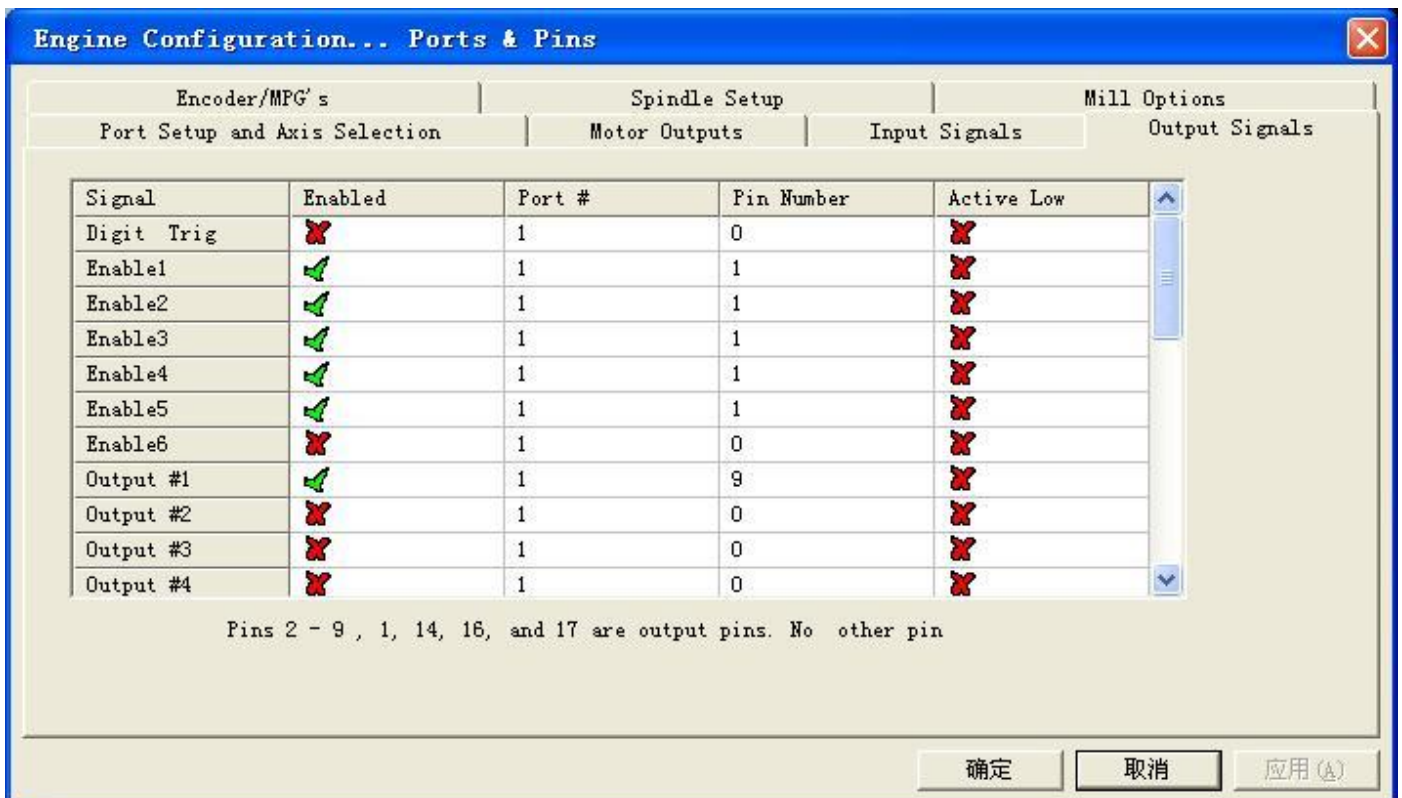 Engine Configuration... Ports & Pins
Encoder/MPG's Spindle Setup Mill Options
Port Setup and Axis Selection Motor Outputs Input Signals Output Signals
Signal Enabled Port # Pin Number Active Low
Digit Trig 1 0
Enable1 1 1
Enable2 1 1
Enable3 1 1
Enable4 1 1
Enable5 1 1
Enable6 1 0
Output #1 1 9
Output #2 1 0
Output #3 1 0
Output #4 1 0
Pins 2 - 9 , 1, 14, 16, and 17 are output pins. No other pin
确定 取消 应用(A)